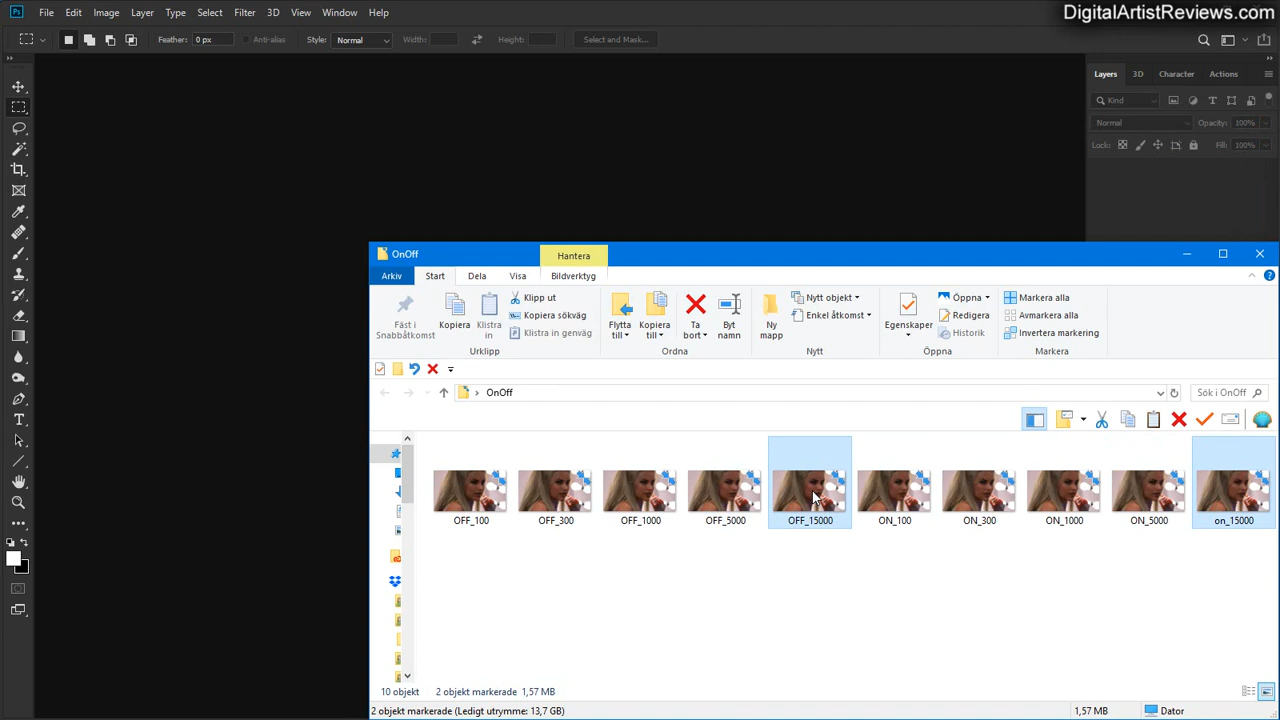 DigitalArtistReviews.com
Ps File Edit Image Layer Type Select Filter 3D View Window Help
Feather: 0 px Anti-alias Style: Normal Width: Height: Select and Mask...
Layers 3D Character Actions
Kind
Normal Opacity: 100%
Lock: Fill: 100%
OnOff Hantera
Arkiv Start Dela Visa Bildverktyg
Fäst i Snabbåtkomst
Kopiera
Klistra in
Klipp ut
Kopiera sökväg
Klistra in genväg
Urklipp
Flytta till
Kopiera till
Ta bort
Byt namn
Ordna
Ny mapp
Nytt objekt
Enkel åtkomst
Nytt
Egenskaper
Öppna
Redigera
Historik
Öppna
Markera alla
Avmarkera alla
Invertera markering
Markera
OnOff Sök i OnOff
OFF_100 OFF_300 OFF_1000 OFF_5000 OFF_15000 ON_100 ON_300 ON_1000 ON_5000 on_15000
10 objekt 2 objekt markerade 1,57 MB
2 objekt markerade (Ledigt utrymme: 13,7 GB) 1,57 MB Dator